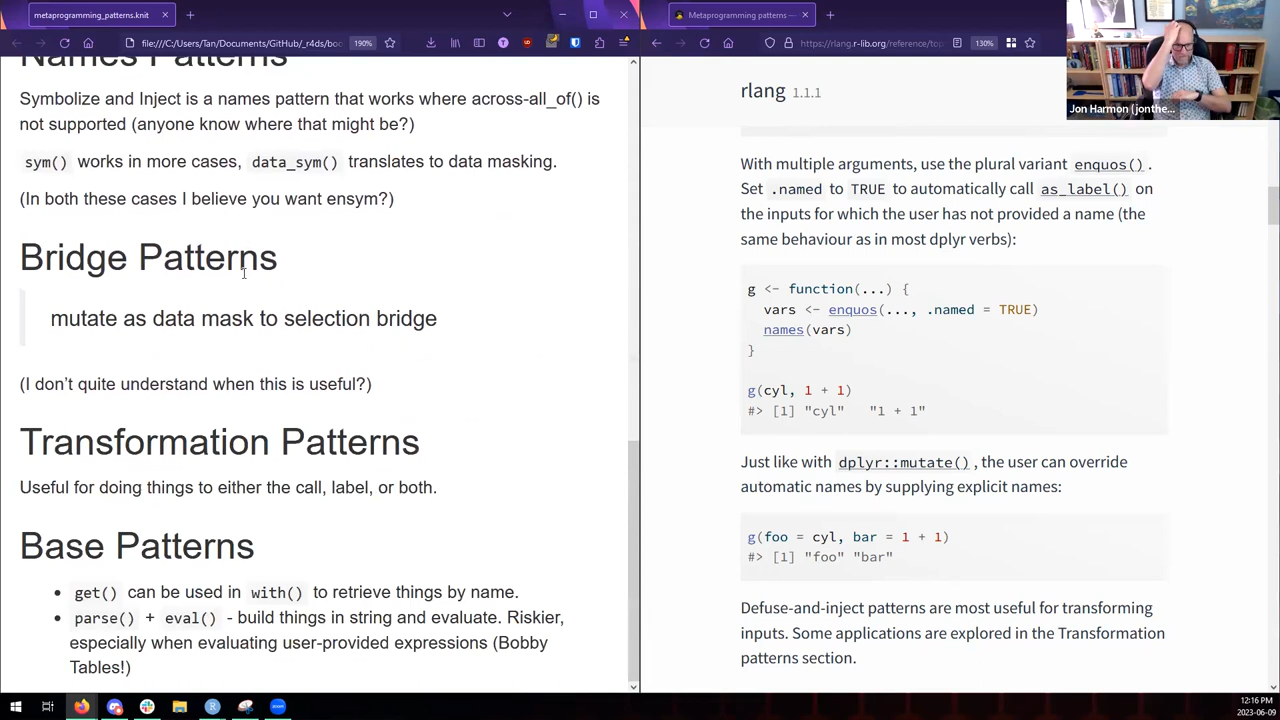 metaprogramming_patterns.knit
Metaprogramming patterns —
file:///C:/Users/Tan/Documents/GitHub/_r4ds/boo
190%
https://rlang.r-lib.org/reference/to
130%
Jon Harmon (jonthe...
Names Patterns
Symbolize and Inject is a names pattern that works where across-all_of() is
not supported (anyone know where that might be?)
sym() works in more cases, data_sym() translates to data masking.
(In both these cases I believe you want ensym?)
Bridge Patterns
mutate as data mask to selection bridge
(I don’t quite understand when this is useful?)
Transformation Patterns
Useful for doing things to either the call, label, or both.
Base Patterns
• get() can be used in with() to retrieve things by name.
• parse() + eval() - build things in string and evaluate. Riskier,
especially when evaluating user-provided expressions (Bobby
Tables!)
rlang 1.1.1
With multiple arguments, use the plural variant enquos() .
Set .named to TRUE to automatically call as_label() on
the inputs for which the user has not provided a name (the
same behaviour as in most dplyr verbs):
g <- function(...) {
vars <- enquos(..., .named = TRUE)
names(vars)
}
g(cyl, 1 + 1)
#> [1] "cyl" "1 + 1"
Just like with dplyr::mutate() , the user can override
automatic names by supplying explicit names:
g(foo = cyl, bar = 1 + 1)
#> [1] "foo" "bar"
Defuse-and-inject patterns are most useful for transforming
inputs. Some applications are explored in the Transformation
patterns section.
12:16 PM
2023-06-09